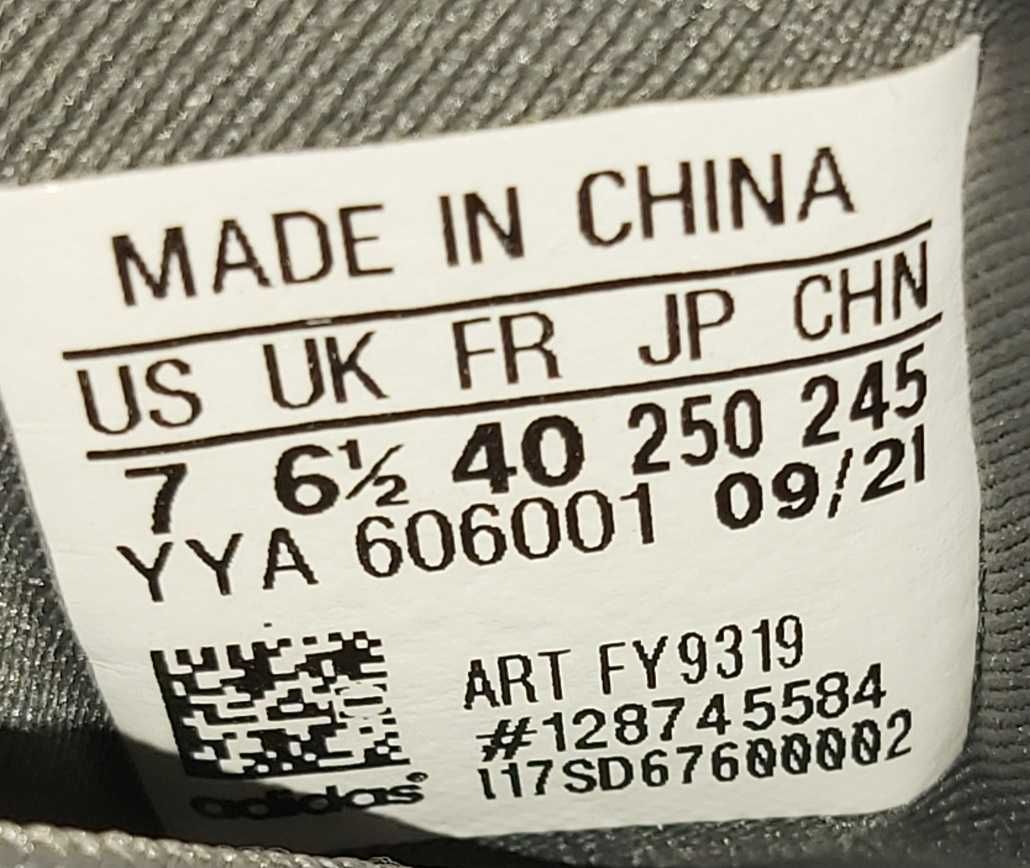 MADE IN CHINA
US UK FR JP CHN
7 6½ 40 250 245
YYA 606001 09/21
ART FY9319
#128745584
I17SD67600002
adidas®